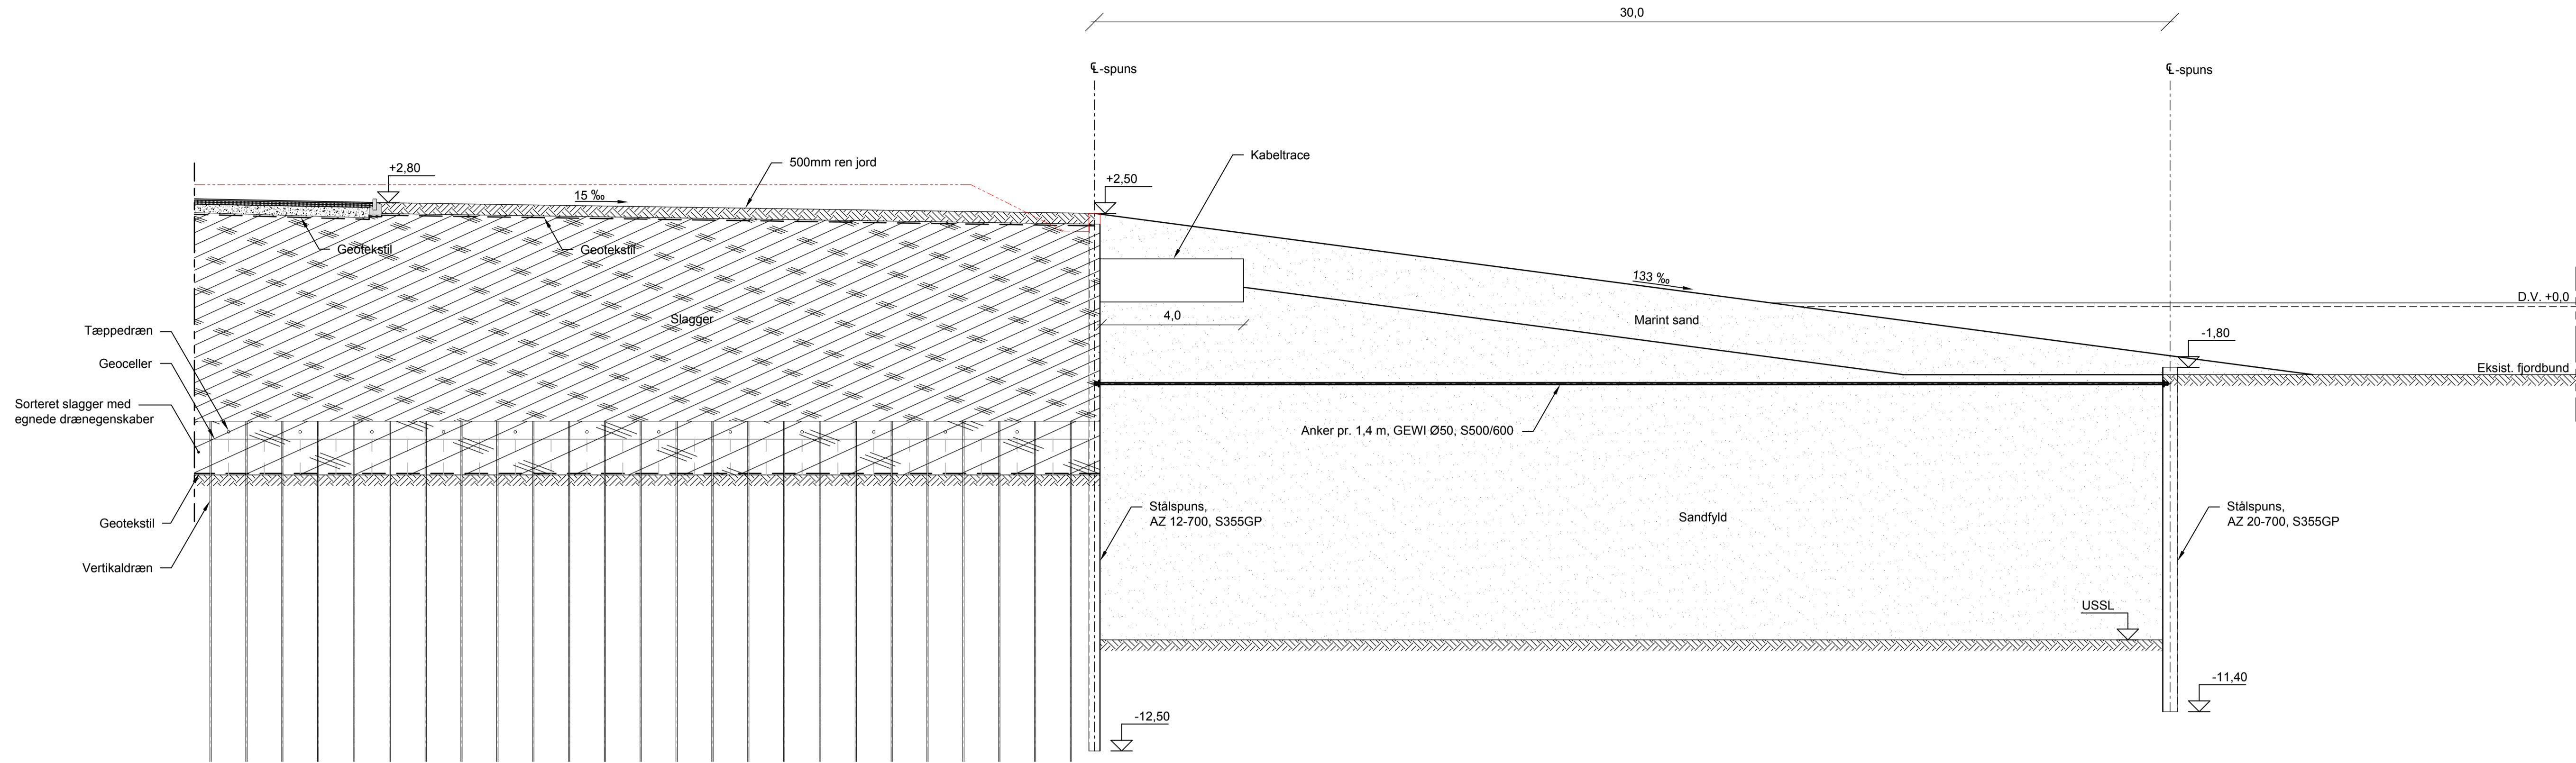 30,0
℄-spuns
℄-spuns
Kabeltrace
500mm ren jord
+2,80
+2,50
15 ‰
Geotekstil
Geotekstil
133 ‰
D.V. +0,0
4,0
Slagger
Marint sand
Tæppedræn
-1,80
Geoceller
Eksist. fjordbund
Sorteret slagger med
egnede drænegenskaber
Anker pr. 1,4 m, GEWI Ø50, S500/600
Stålspuns,
AZ 12-700, S355GP
Sandfyld
Stålspuns,
AZ 20-700, S355GP
Geotekstil
Vertikaldræn
USSL
-11,40
-12,50